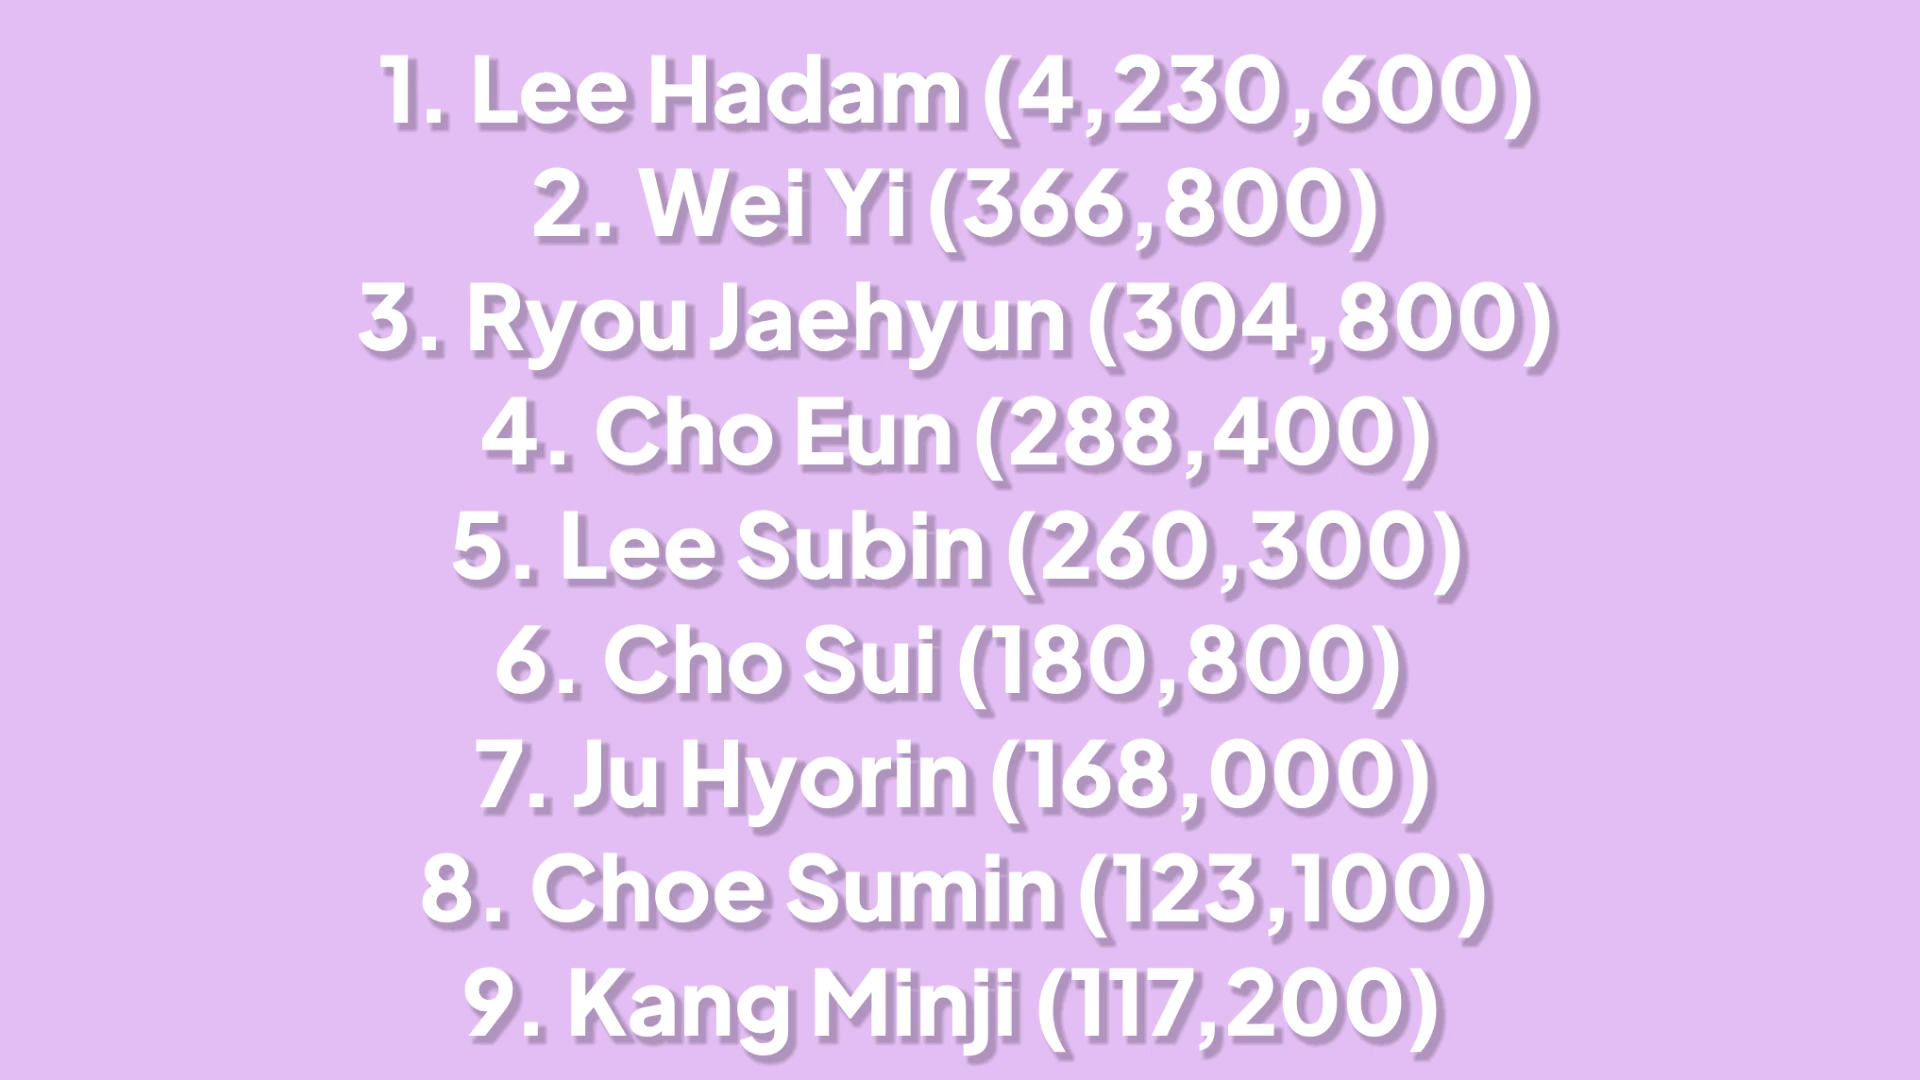 1. Lee Hadam (4,230,600)
2. Wei Yi (366,800)
3. Ryou Jaehyun (304,800)
4. Cho Eun (288,400)
5. Lee Subin (260,300)
6. Cho Sui (180,800)
7. Ju Hyorin (168,000)
8. Choe Sumin (123,100)
9. Kang Minji (117,200)